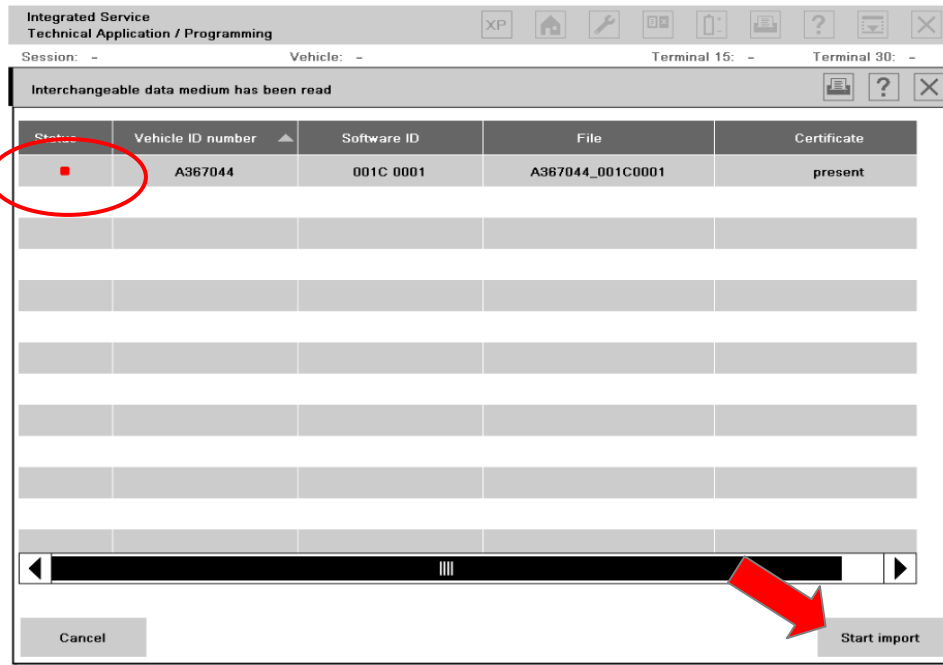 Integrated Service
Technical Application / Programming
XP
?
Session: -
Vehicle: -
Terminal 15: -
Terminal 30: -
Interchangeable data medium has been read
?
Status Vehicle ID number Software ID File Certificate
A367044 001C 0001 A367044_001C0001 present
Cancel
Start import